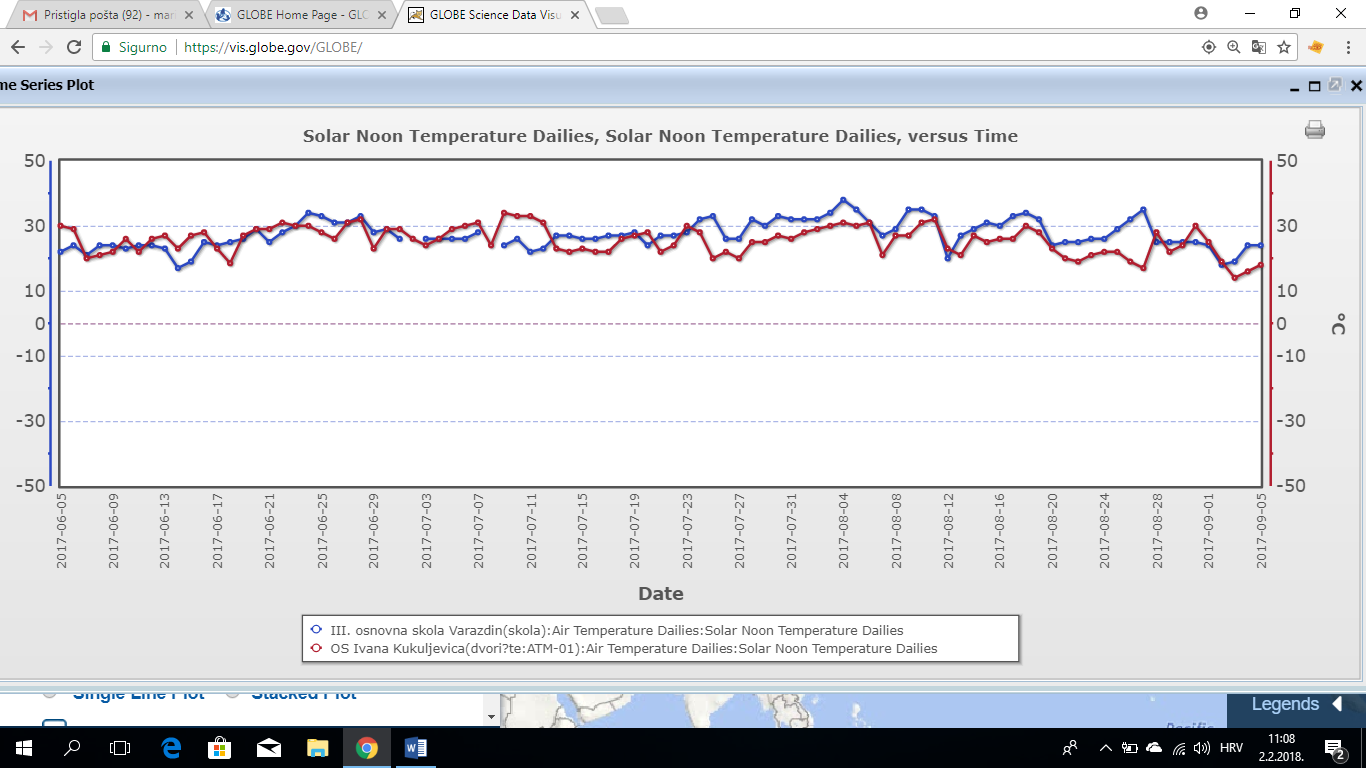 Pristigla pošta (92) - mari
GLOBE Home Page - GLO
GLOBE Science Data Visu
Sigurno
https://vis.globe.gov/GLOBE/
me Series Plot
Solar Noon Temperature Dailies, Solar Noon Temperature Dailies, versus Time
50
30
10
0
-10
-30
-50
50
30
10
0
-10
-30
-50
°C
2017-06-05
2017-06-09
2017-06-13
2017-06-17
2017-06-21
2017-06-25
2017-06-29
2017-07-03
2017-07-07
2017-07-11
2017-07-15
2017-07-19
2017-07-23
2017-07-27
2017-07-31
2017-08-04
2017-08-08
2017-08-12
2017-08-16
2017-08-20
2017-08-24
2017-08-28
2017-09-01
2017-09-05
Date
III. osnovna skola Varazdin(skola):Air Temperature Dailies:Solar Noon Temperature Dailies
OS Ivana Kukuljevica(dvori?te:ATM-01):Air Temperature Dailies:Solar Noon Temperature Dailies
Single Line Plot Stacked Plot
Pacific
Legends
HRV
11:08
2.2.2018.
2